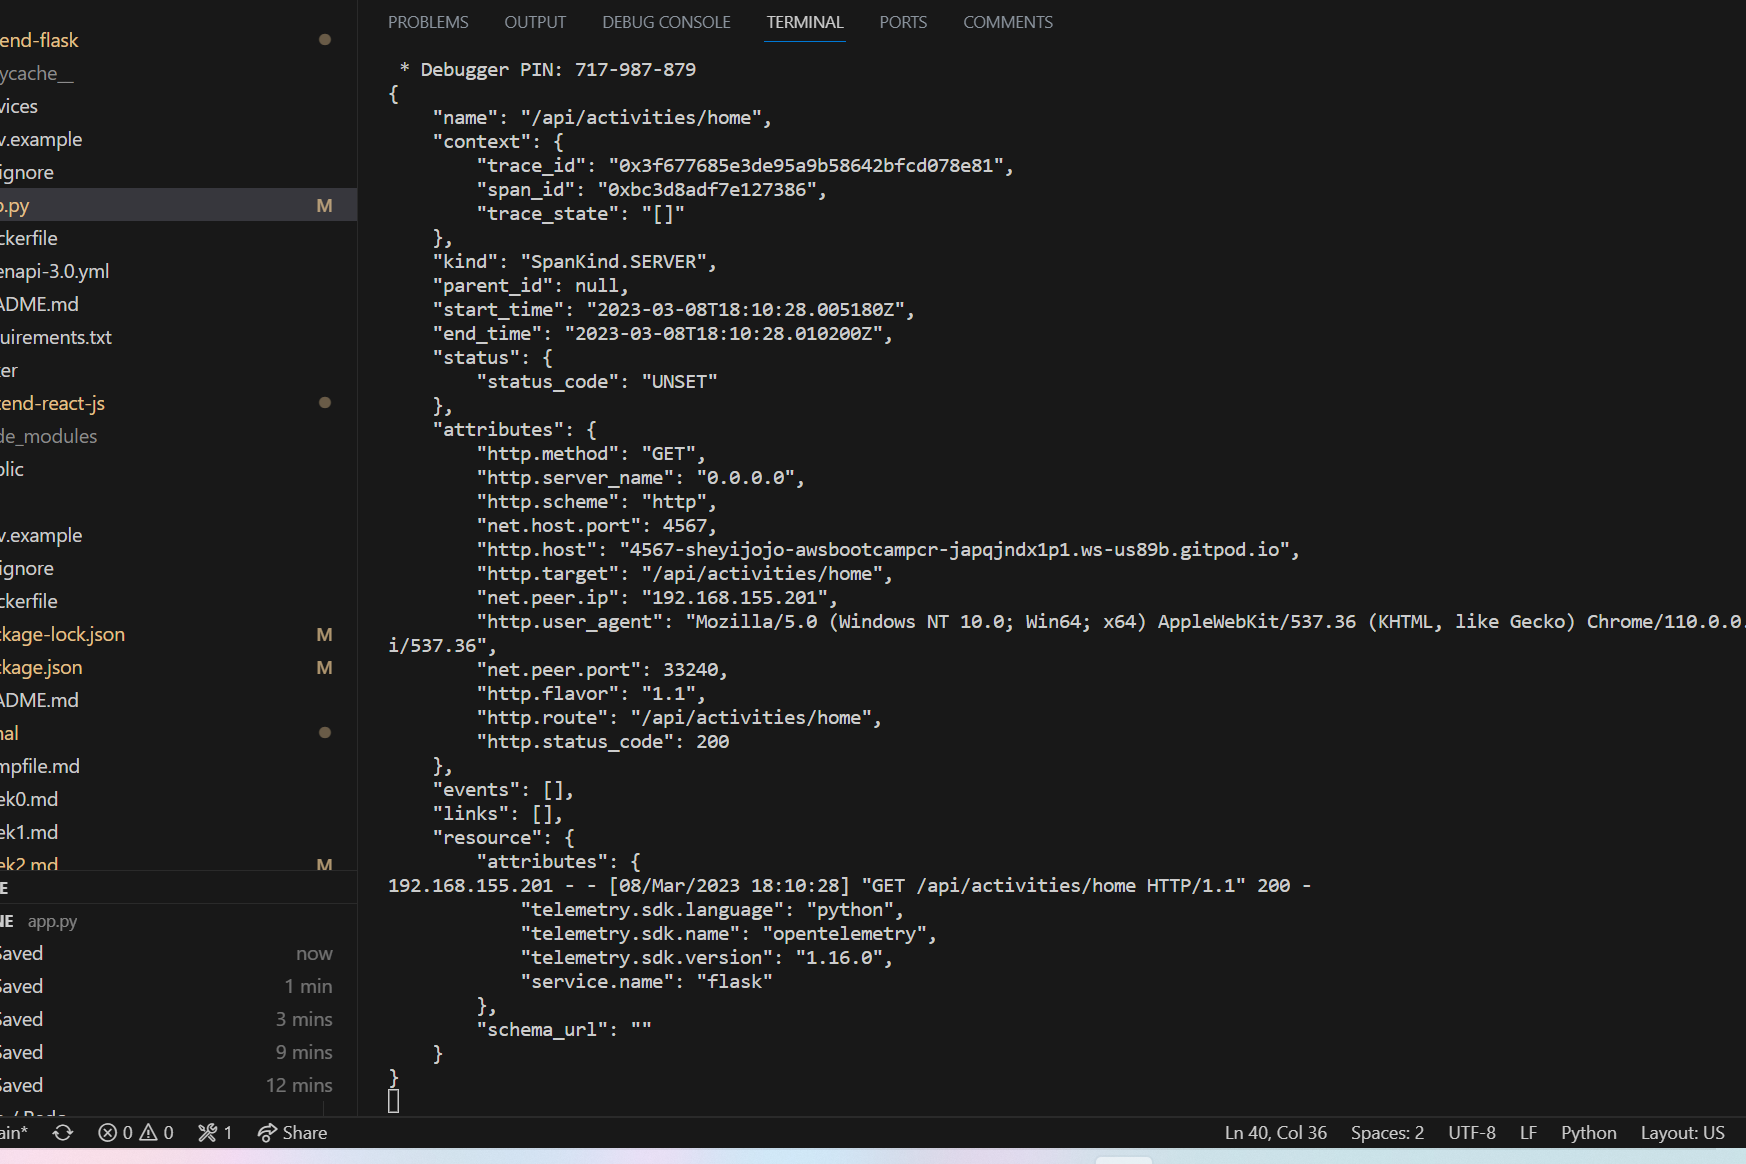 end-flask
ycache__
vices
v.example
ignore
o.py M
ckerfile
enapi-3.0.yml
ADME.md
uirements.txt
ker
tend-react-js
de_modules
olic
v.example
ignore
ckerfile
ckage-lock.json M
ckage.json M
ADME.md
nal
mpfile.md
ek0.md
ek1.md
ek2.md M
E
NE app.py
Saved now
Saved 1 min
Saved 3 mins
Saved 9 mins
Saved 12 mins
PROBLEMS OUTPUT DEBUG CONSOLE TERMINAL PORTS COMMENTS
* Debugger PIN: 717-987-879
{
"name": "/api/activities/home",
"context": {
"trace_id": "0x3f677685e3de95a9b58642bfcd078e81",
"span_id": "0xbc3d8adf7e127386",
"trace_state": "[]"
},
"kind": "SpanKind.SERVER",
"parent_id": null,
"start_time": "2023-03-08T18:10:28.005180Z",
"end_time": "2023-03-08T18:10:28.010200Z",
"status": {
"status_code": "UNSET"
},
"attributes": {
"http.method": "GET",
"http.server_name": "0.0.0.0",
"http.scheme": "http",
"net.host.port": 4567,
"http.host": "4567-sheyijojo-awsbootcampcr-japqjndx1p1.ws-us89b.gitpod.io",
"http.target": "/api/activities/home",
"net.peer.ip": "192.168.155.201",
"http.user_agent": "Mozilla/5.0 (Windows NT 10.0; Win64; x64) AppleWebKit/537.36 (KHTML, like Gecko) Chrome/110.0.0.
i/537.36",
"net.peer.port": 33240,
"http.flavor": "1.1",
"http.route": "/api/activities/home",
"http.status_code": 200
},
"events": [],
"links": [],
"resource": {
"attributes": {
192.168.155.201 - - [08/Mar/2023 18:10:28] "GET /api/activities/home HTTP/1.1" 200 -
"telemetry.sdk.language": "python",
"telemetry.sdk.name": "opentelemetry",
"telemetry.sdk.version": "1.16.0",
"service.name": "flask"
},
"schema_url": ""
}
}
ain* 0 0 1 Share Ln 40, Col 36 Spaces: 2 UTF-8 LF Python Layout: US